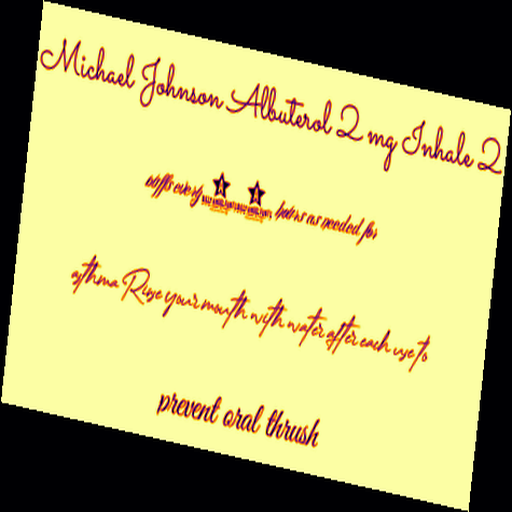 Michael Johnson Albuterol 2 mg Inhale 2
puffs every hours as needed for
asthma Rinse your mouth with water after each use to
prevent oral thrush